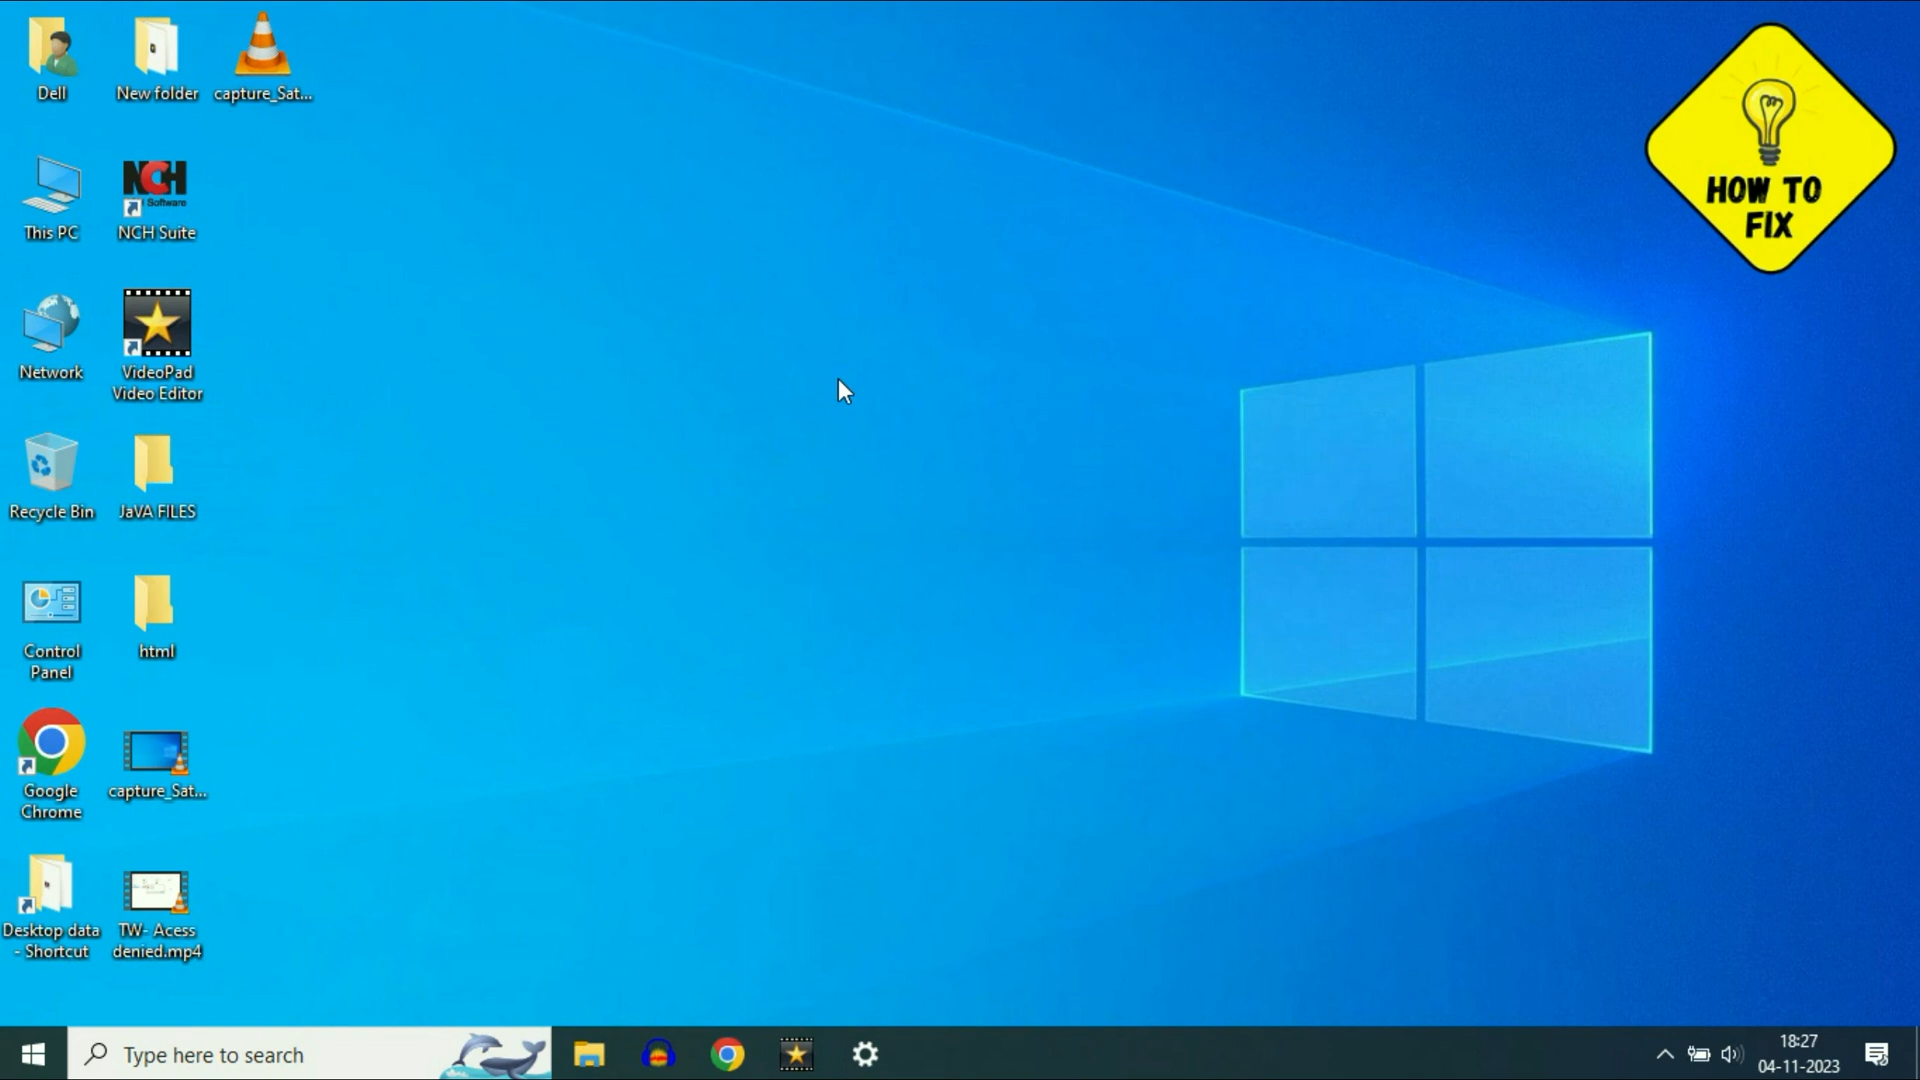 Dell
New folder
capture_Sat...
This PC
NCH
Software
NCH Suite
Network
VideoPad
Video Editor
Recycle Bin
JaVA FILES
Control
Panel
html
Google
Chrome
capture_Sat...
Desktop data
- Shortcut
TW- Acess
denied.mp4
HOW TO
FIX
Type here to search
18:27
04-11-2023